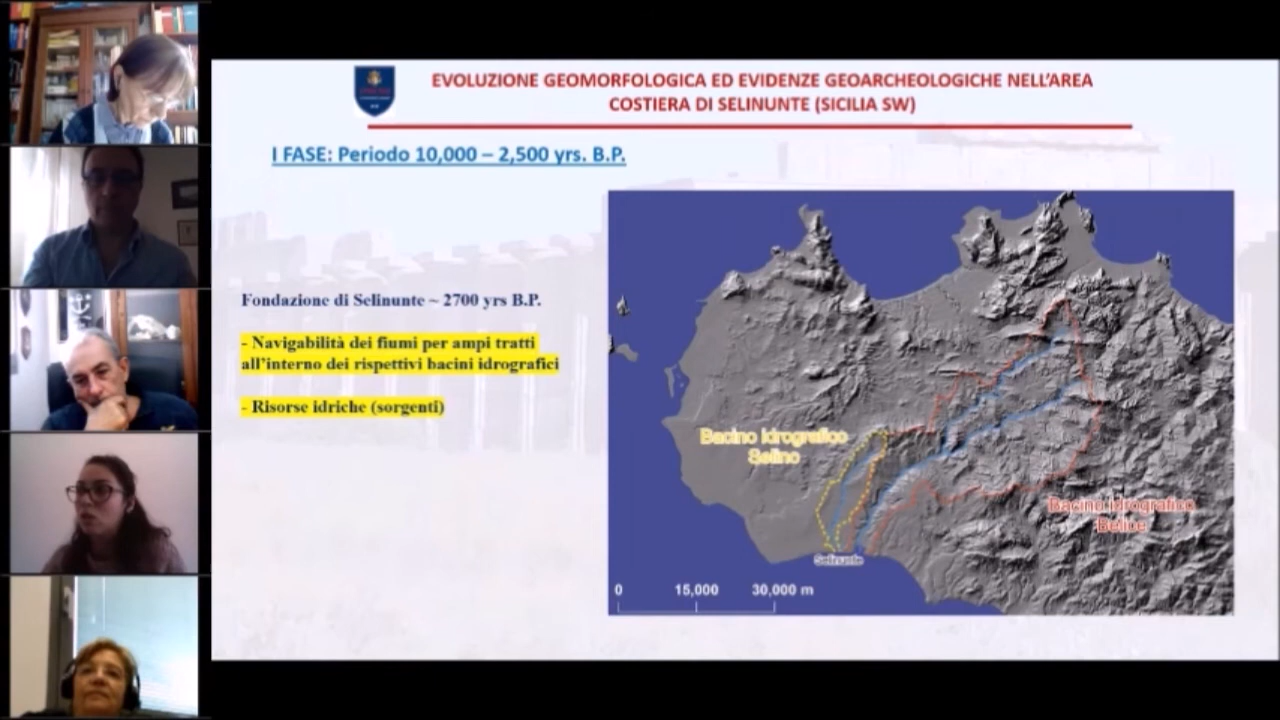 EVOLUZIONE GEOMORFOLOGICA ED EVIDENZE GEOARCHEOLOGICHE NELL'AREA
COSTIERA DI SELINUNTE (SICILIA SW)
I FASE: Periodo 10,000 – 2,500 yrs. B.P.
Fondazione di Selinunte ~ 2700 yrs B.P.
- Navigabilità dei fiumi per ampi tratti
all'interno dei rispettivi bacini idrografici
- Risorse idriche (sorgenti)
Bacino Idrografico
Selino
Bacino Idrografico
Belice
Selinunte
0 15,000 30,000 m